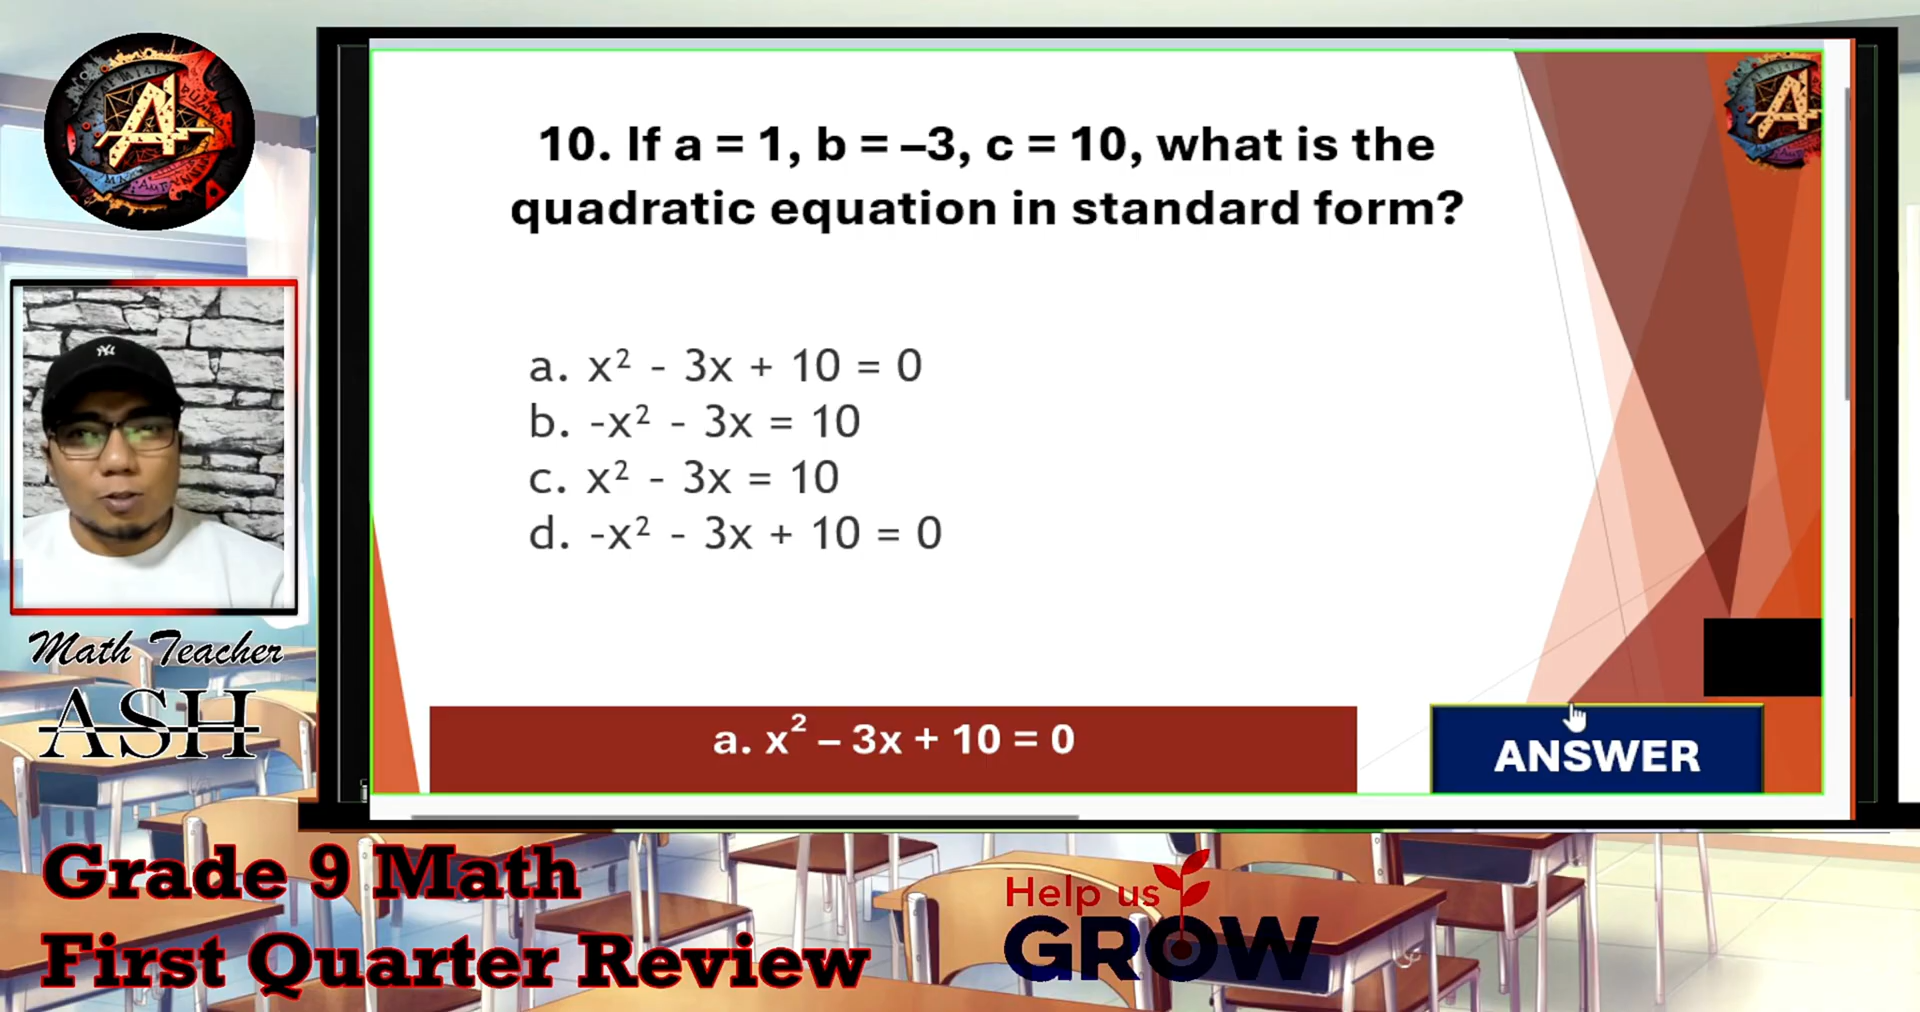 10. If a = 1, b = –3, c = 10, what is the
quadratic equation in standard form?
a. x² - 3x + 10 = 0
b. -x² - 3x = 10
c. x² - 3x = 10
d. -x² - 3x + 10 = 0
a. x² – 3x + 10 = 0
ANSWER
Math Teacher
ASH
Grade 9 Math
First Quarter Review
Help us
GROW